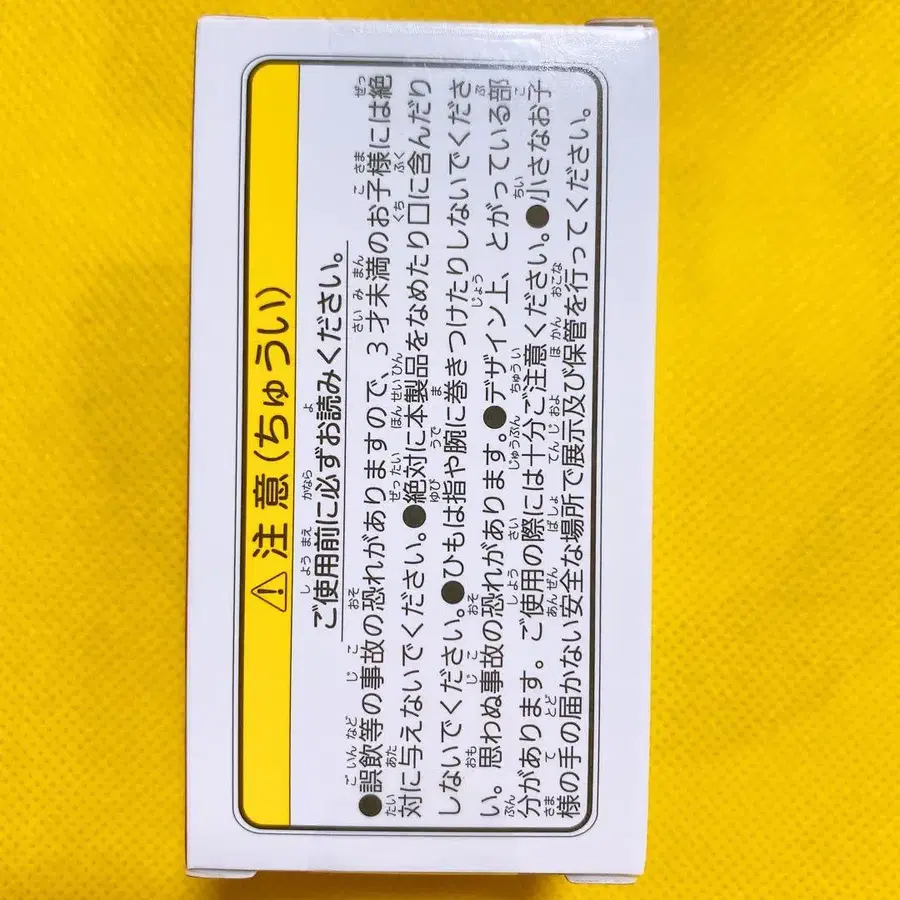 ⚠注意(ちゅうい)
ご使用前に必ずお読みください。
●誤飲等の事故の恐れがありますので、3才未満のお子様には絶
対に与えないでください。●絶対に本製品をなめたり口に含んだり
しないでください。●ひもは指や腕に巻きつけたりしないでくださ
い。思わぬ事故の恐れがあります。●デザイン上、とがっている部
分があります。ご使用の際には十分ご注意ください。●小さなお子
様の手の届かない安全な場所で展示及び保管を行ってください。